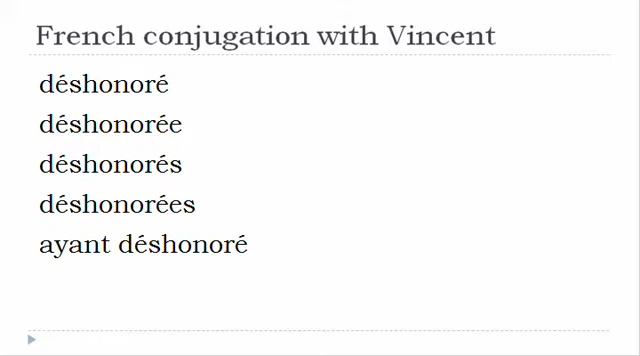 French conjugation with Vincent
déshonoré
déshonorée
déshonorés
déshonorées
ayant déshonoré